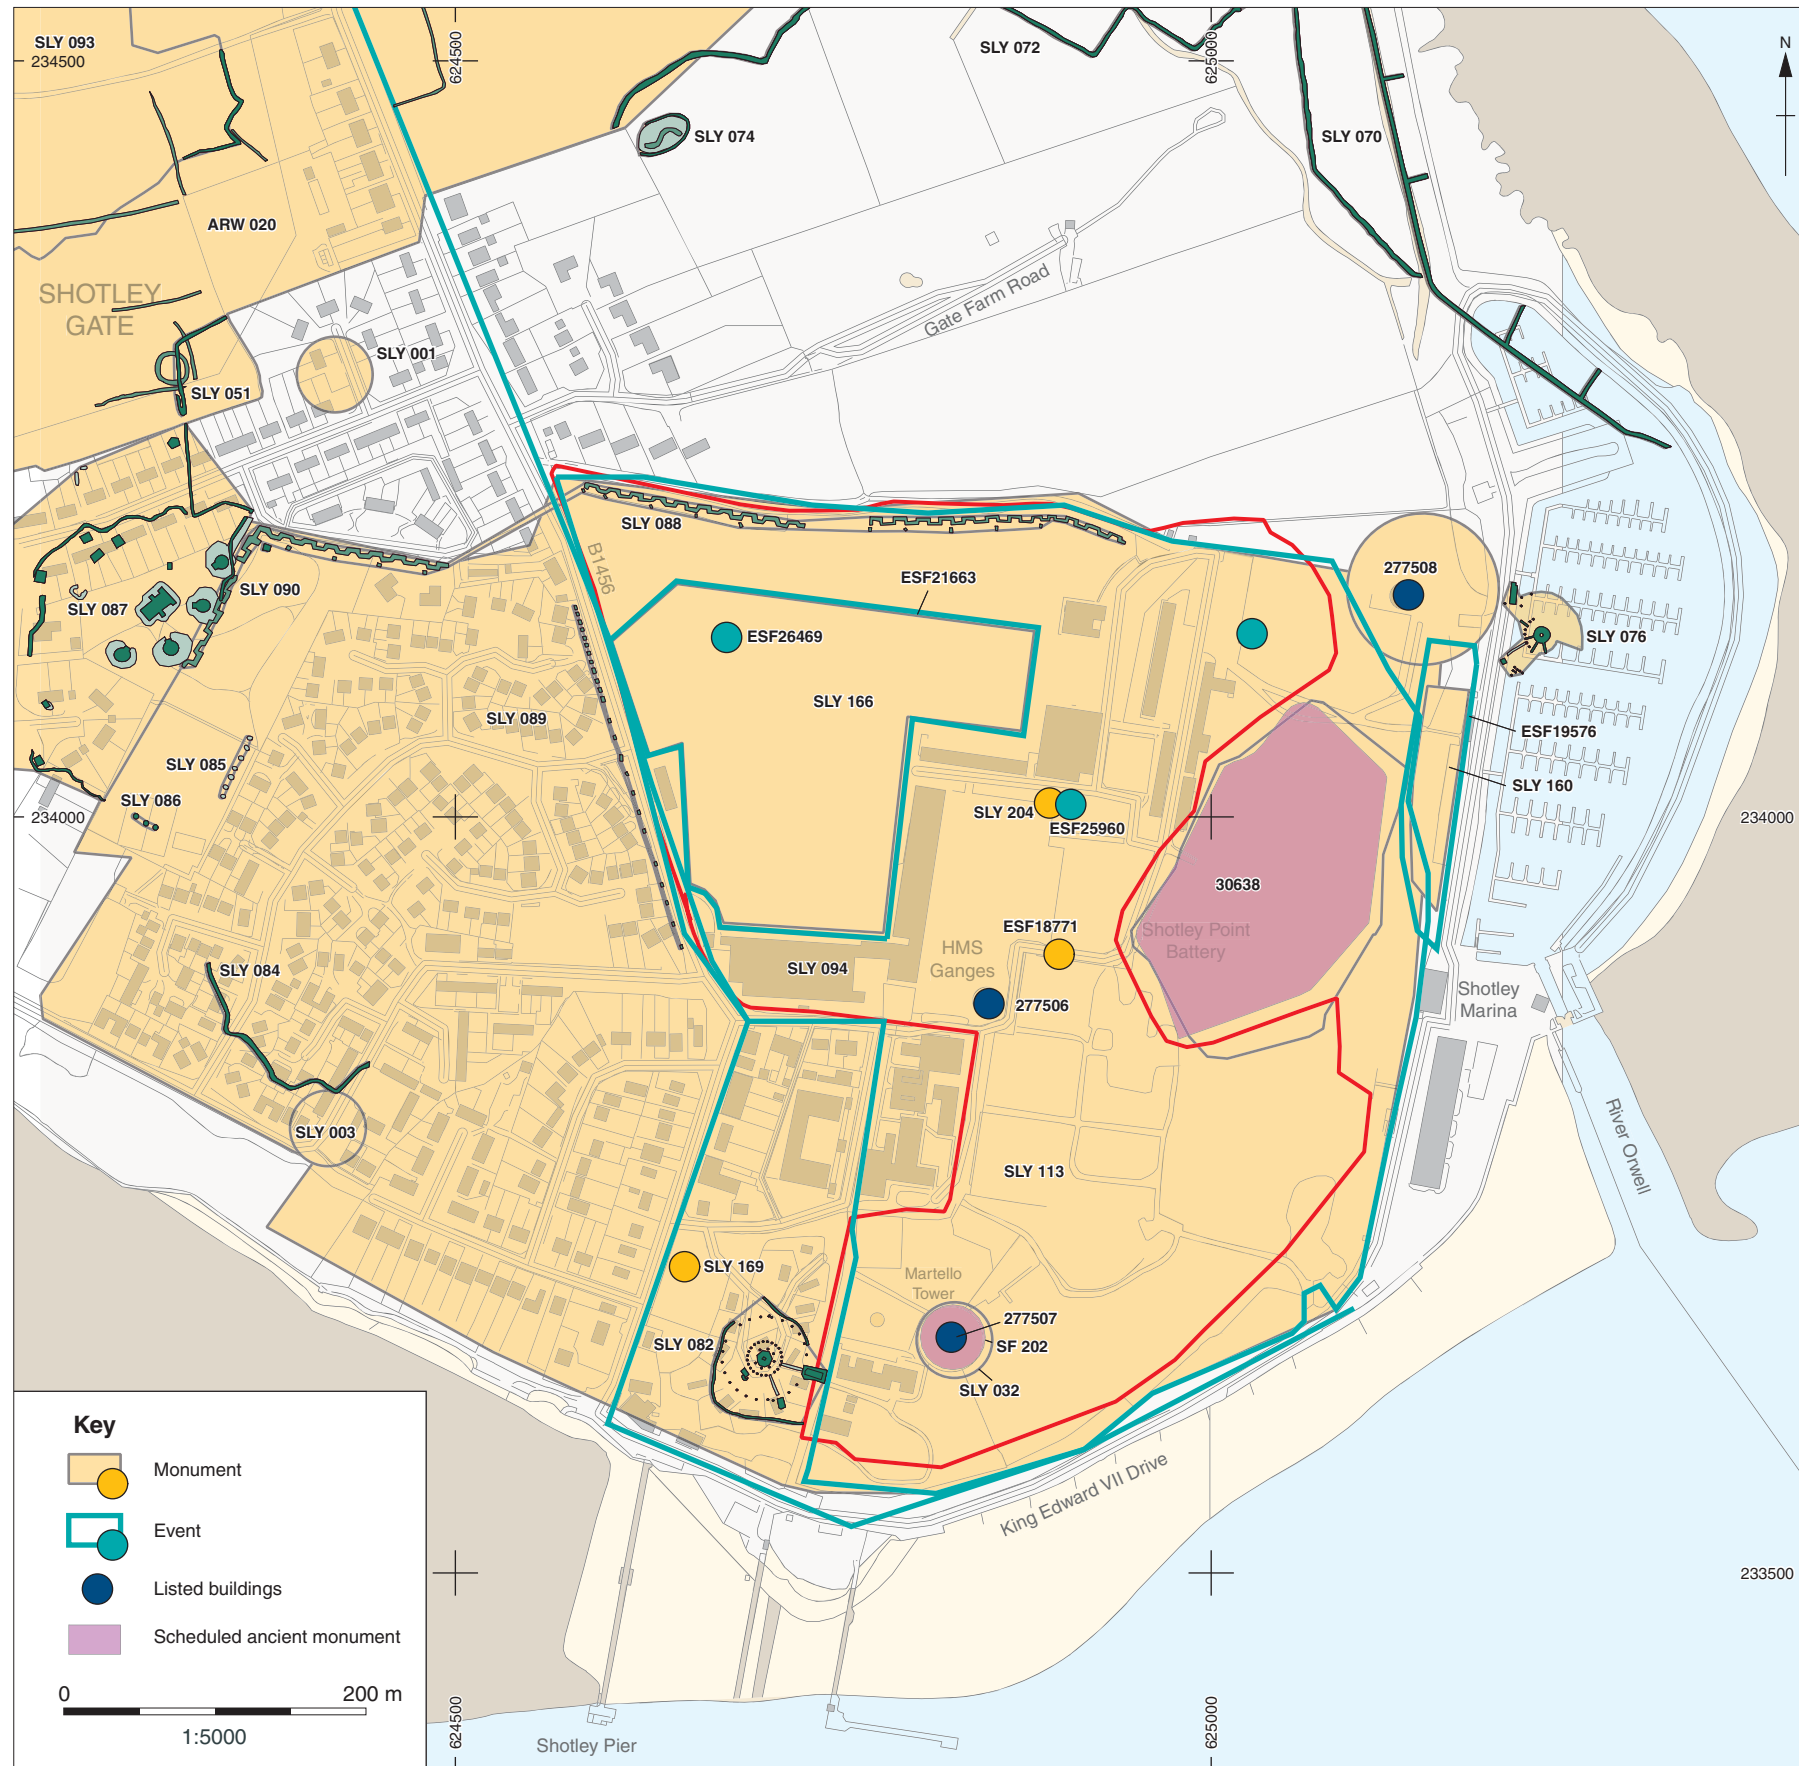 SLY 093
234500
624500
SLY 072
625000
N
SLY 074
SLY 070
ARW 020
SHOTLEY
GATE
Gate Farm Road
SLY 001
SLY 051
SLY 088
B1456
ESF21663
277508
SLY 090
SLY 087
ESF26469
SLY 076
SLY 166
SLY 089
ESF19576
SLY 085
SLY 160
SLY 086
234000
SLY 204
ESF25960
234000
30638
ESF18771
Shotley Point
Battery
HMS
Ganges
SLY 084
SLY 094
277506
Shotley
Marina
SLY 003
River Orwell
SLY 113
SLY 169
Martello
Tower
277507
SLY 082
SF 202
SLY 032
Key
Monument
Event
Listed buildings
Scheduled ancient monument
0
200 m
1:5000
King Edward VII Drive
233500
624500
625000
Shotley Pier